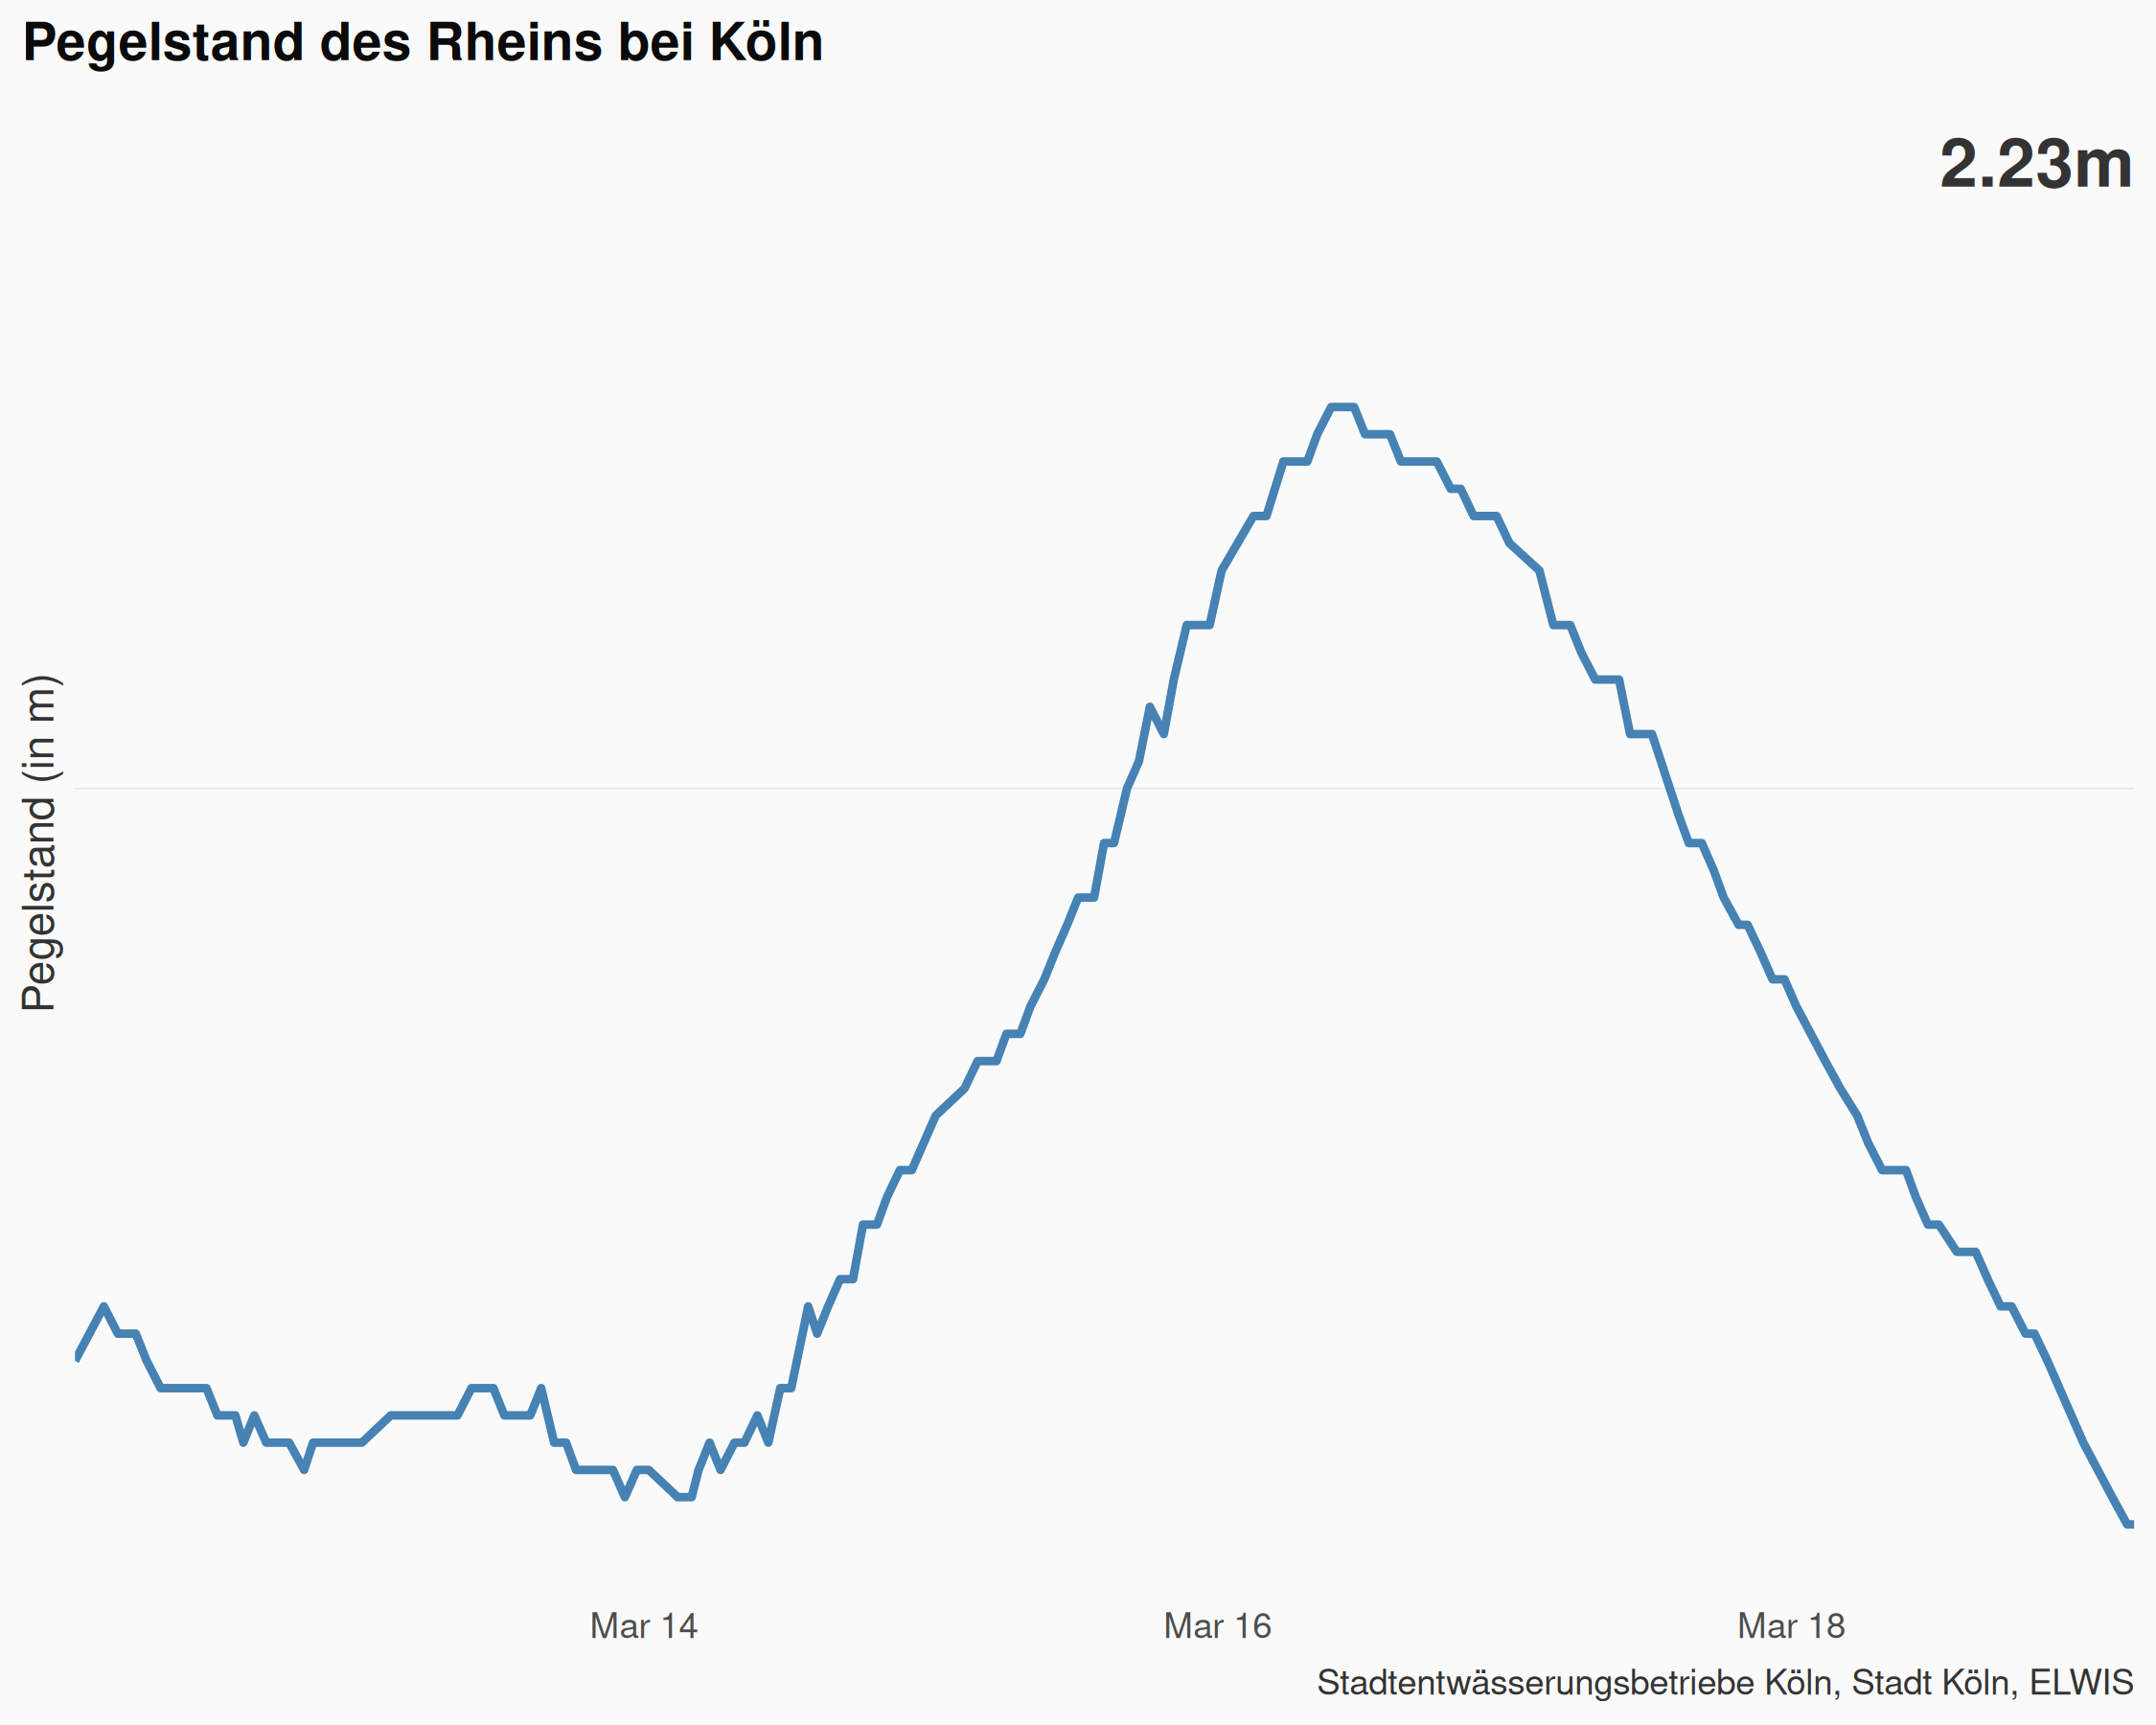 Pegelstand des Rheins bei Köln
2.23m
Pegelstand (in m)
Mar 14
Mar 16
Mar 18
Stadtentwässerungsbetriebe Köln, Stadt Köln, ELWIS